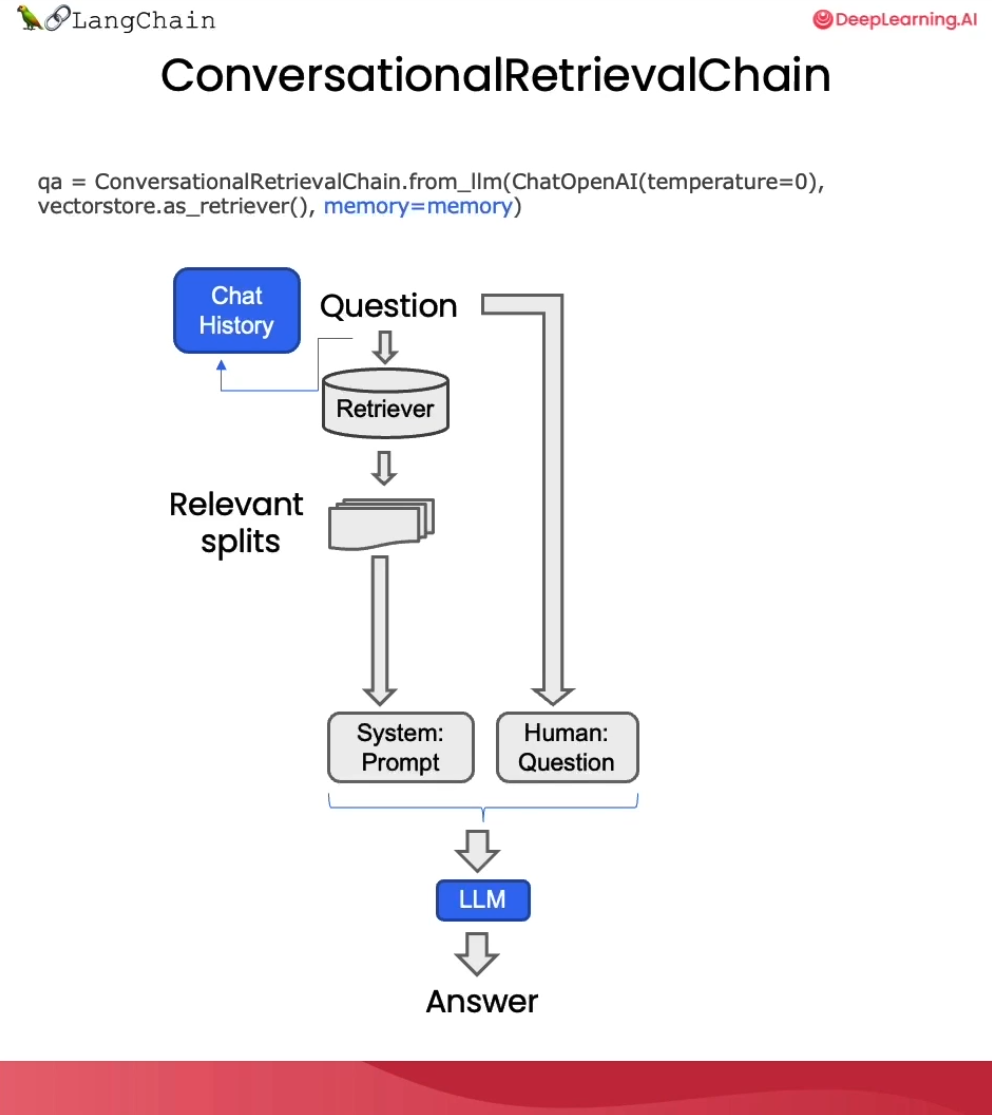 LangChain
DeepLearning.AI
ConversationalRetrievalChain
qa = ConversationalRetrievalChain.from_llm(ChatOpenAI(temperature=0),
vectorstore.as_retriever(), memory=memory)
Chat
History
Question
Retriever
Relevant
splits
System:
Prompt
Human:
Question
LLM
Answer